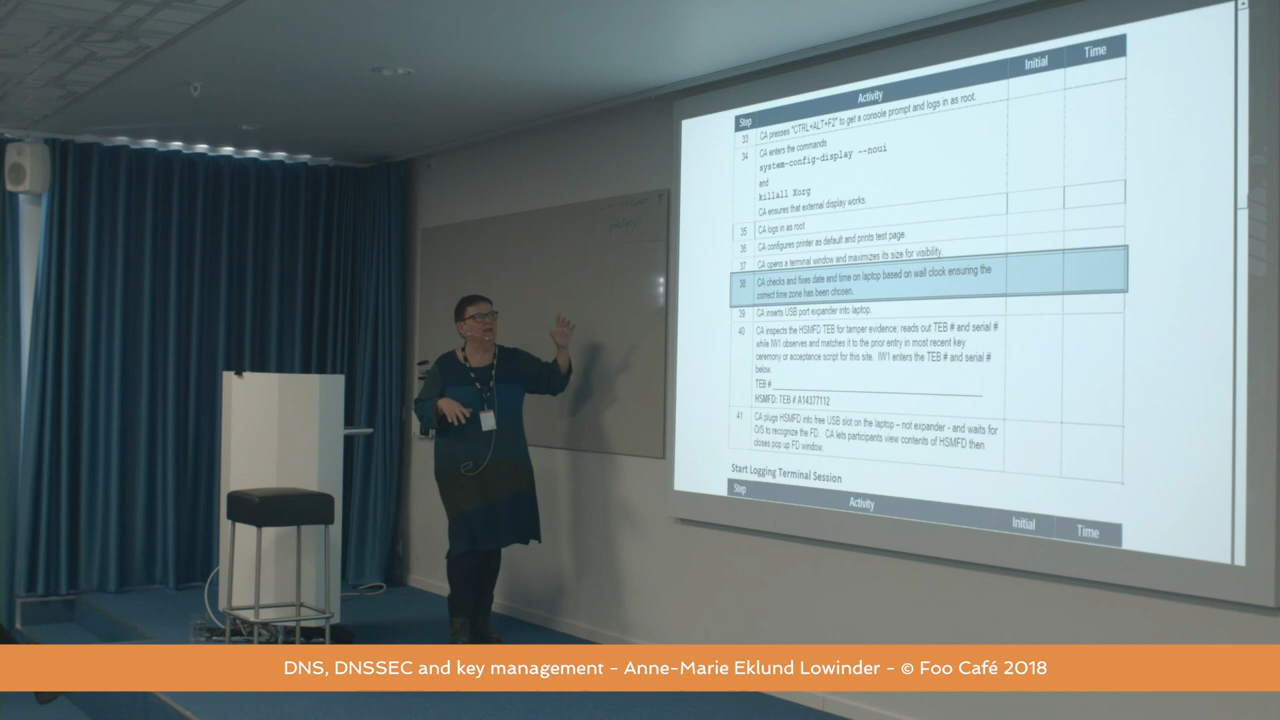 Step Activity Initial Time
33 CA presses "CTRL+ALT+F2" to get a console prompt and logs in as root.
34 CA enters the commands
system-config-display --noui
and
killall Xorg
CA ensures that external display works.
35 CA logs in as root
36 CA configures printer as default and prints test page.
37 CA opens a terminal window and maximizes its size for visibility.
38 CA checks and fixes date and time on laptop based on wall clock ensuring the
correct time zone has been chosen.
39 CA inserts USB port expander into laptop.
40 CA inspects the HSMFD TEB for tamper evidence; reads out TEB # and serial #
while IW1 observes and matches it to the prior entry in most recent key
ceremony or acceptance script for this site. IW1 enters the TEB # and serial #
below.
TEB #
HSMFD: TEB # A14377112
41 CA plugs HSMFD into free USB slot on the laptop – not expander - and waits for
O/S to recognize the FD. CA lets participants view contents of HSMFD then
closes pop up FD window.
Start Logging Terminal Session
Step Activity Initial Time
DNS, DNSSEC and key management - Anne-Marie Eklund Lowinder - © Foo Café 2018